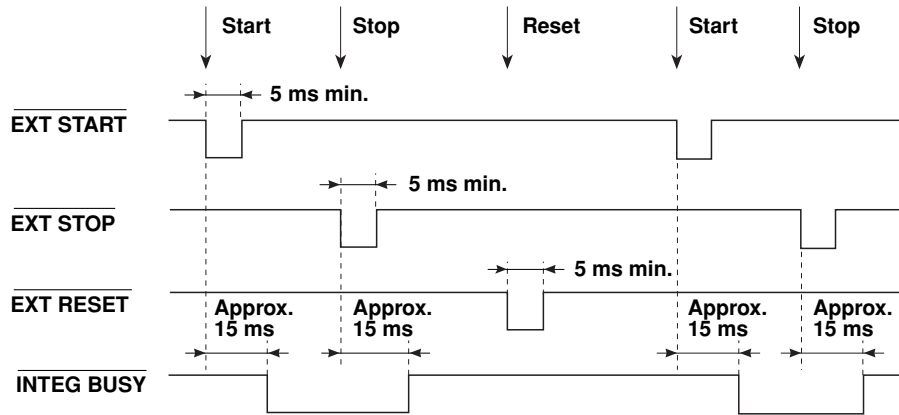 Start Stop Reset Start Stop
5 ms min.
EXT START
5 ms min.
EXT STOP
5 ms min.
EXT RESET
Approx.
15 ms
Approx.
15 ms
Approx.
15 ms
Approx.
15 ms
INTEG BUSY